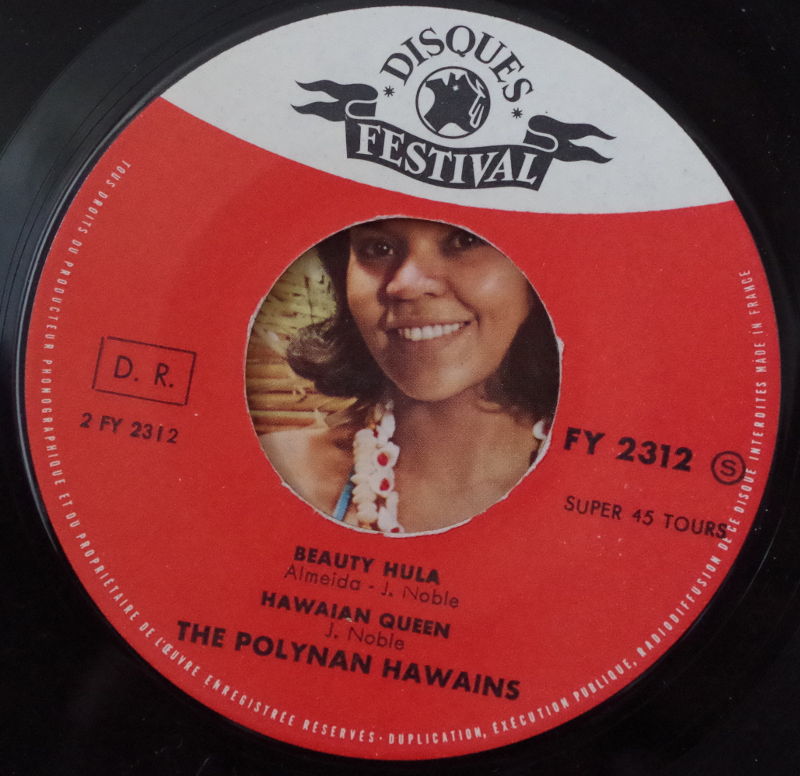 DISQUES
FESTIVAL
D. R.
2 FY 2312
FY 2312 S
SUPER 45 TOURS
BEAUTY HULA
Almeida - J. Noble
HAWAIAN QUEEN
J. Noble
THE POLYNAN HAWAINS
TOUS DROITS DU PRODUCTEUR PHONOGRAPHIQUE ET DU PROPRIÉTAIRE DE L'ŒUVRE ENREGISTRÉE RÉSERVÉS · DUPLICATION, EXÉCUTION PUBLIQUE, RADIODIFFUSION DE CE DISQUE INTERDITES MADE IN FRANCE